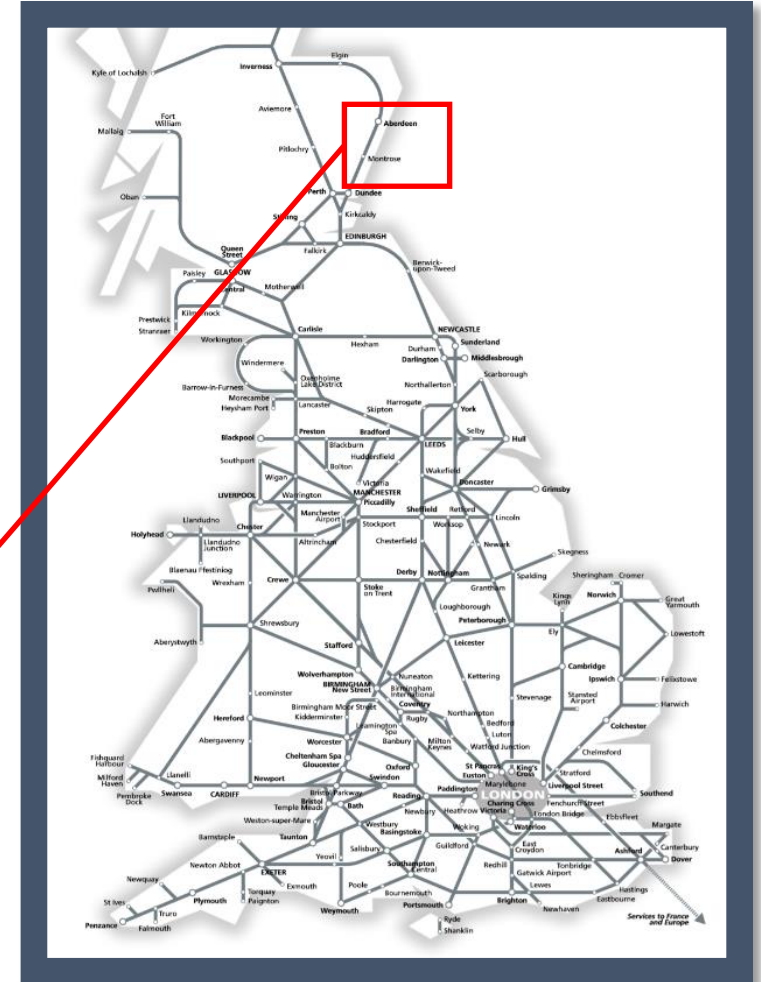 Elgin
Inverness
Kyle of Lochalsh
Aviemore
Aberdeen
Fort
William
Mallaig
Pitlochry
Montrose
Perth
Dundee
Oban
Kirkcaldy
EDINBURGH
Queen
Street
Falkirk
Berwick-
upon-Tweed
Paisley
GLASGOW
Motherwell
Prestwick
Stranraer
Carlisle
NEWCASTLE
Workington
Hexham
Durham
Sunderland
Darlington
Middlesbrough
Windermere
Scarborough
Oxenholme
Lake District
Northallerton
Barrow-in-Furness
Morecambe
Heysham Port
Lancaster
Harrogate
York
Skipton
Blackpool
Preston
Bradford
Selby
Hull
Blackburn
LEEDS
Huddersfield
Southport
Bolton
Wakefield
Wigan
Victoria
Doncaster
Grimsby
LIVERPOOL
Warrington
MANCHESTER
Piccadilly
Sheffield
Retford
Manchester
Airport
Stockport
Worksop
Lincoln
Llandudno
Holyhead
Chester
Llandudno
Junction
Altrincham
Chesterfield
Newark
Skegness
Blaenau Ffestiniog
Pwllheli
Wrexham
Crewe
Stoke
on Trent
Derby
Nottingham
Grantham
Spalding
Sheringham
Cromer
Kings
Lynn
Norwich
Great
Yarmouth
Loughborough
Shrewsbury
Peterborough
Ely
Lowestoft
Aberystwyth
Stafford
Leicester
Wolverhampton
BIRMINGHAM
New Street
Nuneaton
Birmingham
International
Kettering
Cambridge
Ipswich
Felixstowe
Leominster
Coventry
Stevenage
Stansted
Airport
Harwich
Birmingham Moor Street
Kidderminster
Rugby
Northampton
Hereford
Leamington
Spa
Bedford
Colchester
Worcester
Banbury
Milton
Keynes
Luton
Abergavenny
Watford Junction
Chelmsford
Cheltenham Spa
Gloucester
Oxford
St Pancras
Euston
King's
Cross
Stratford
Fishguard
Harbour
Milford
Haven
Llanelli
Newport
Swindon
Marylebone
Liverpool Street
Pembroke
Dock
Swansea
CARDIFF
Bristol Parkway
Reading
Paddington
LONDON
Southend
Bristol
Temple Meads
Bath
Newbury
Heathrow
Victoria
Charing Cross
Fenchurch Street
London Bridge
Ebbsfleet
Weston-super-Mare
Westbury
Basingstoke
Woking
Waterloo
Margate
Barnstaple
Taunton
Salisbury
Guildford
East
Croydon
Canterbury
Ashford
Dover
Newton Abbot
Yeovil
Southampton
Central
Redhill
Tonbridge
EXETER
Gatwick Airport
Newquay
Torquay
Paignton
Exmouth
Poole
Bournemouth
Lewes
Hastings
Eastbourne
St Ives
Plymouth
Weymouth
Portsmouth
Brighton
Newhaven
Truro
Penzance
Falmouth
Ryde
Shanklin
Services to France
and Europe